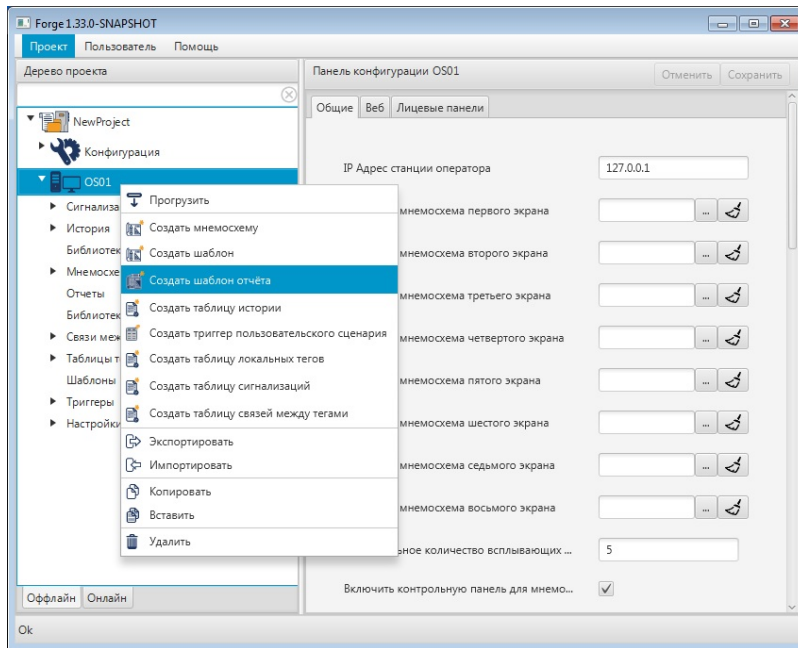 Forge 1.33.0-SNAPSHOT
Проект Пользователь Помощь
Дерево проекта
Панель конфигурации OS01
Отменить Сохранить
Общие Веб Лицевые панели
NewProject
Конфигурация
OS01
Сигнализа
История
Библиотек
Мнемосхе
Отчеты
Библиотек
Связи меж
Таблицы т
Шаблоны
Триггеры
Настройки
Прогрузить
Создать мнемосхему
Создать шаблон
Создать шаблон отчёта
Создать таблицу истории
Создать триггер пользовательского сценария
Создать таблицу локальных тегов
Создать таблицу сигнализаций
Создать таблицу связей между тегами
Экспортировать
Импортировать
Копировать
Вставить
Удалить
IP Адрес станции оператора 127.0.0.1
мнемосхема первого экрана ...
мнемосхема второго экрана ...
мнемосхема третьего экрана ...
мнемосхема четвертого экрана ...
мнемосхема пятого экрана ...
мнемосхема шестого экрана ...
мнемосхема седьмого экрана ...
мнемосхема восьмого экрана ...
ьное количество всплывающих ... 5
Включить контрольную панель для мнемо...
Оффлайн Онлайн
Ok